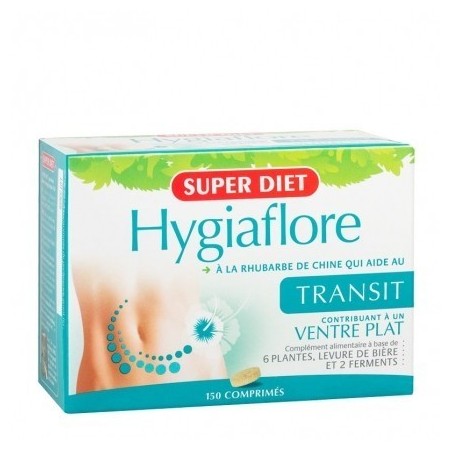 SUPER DIET
Hygiaflore
À LA RHUBARBE DE CHINE QUI AIDE AU
TRANSIT
CONTRIBUANT À UN
VENTRE PLAT
Complément alimentaire à base de
6 PLANTES, LEVURE DE BIÈRE
ET 2 FERMENTS
150 COMPRIMÉS